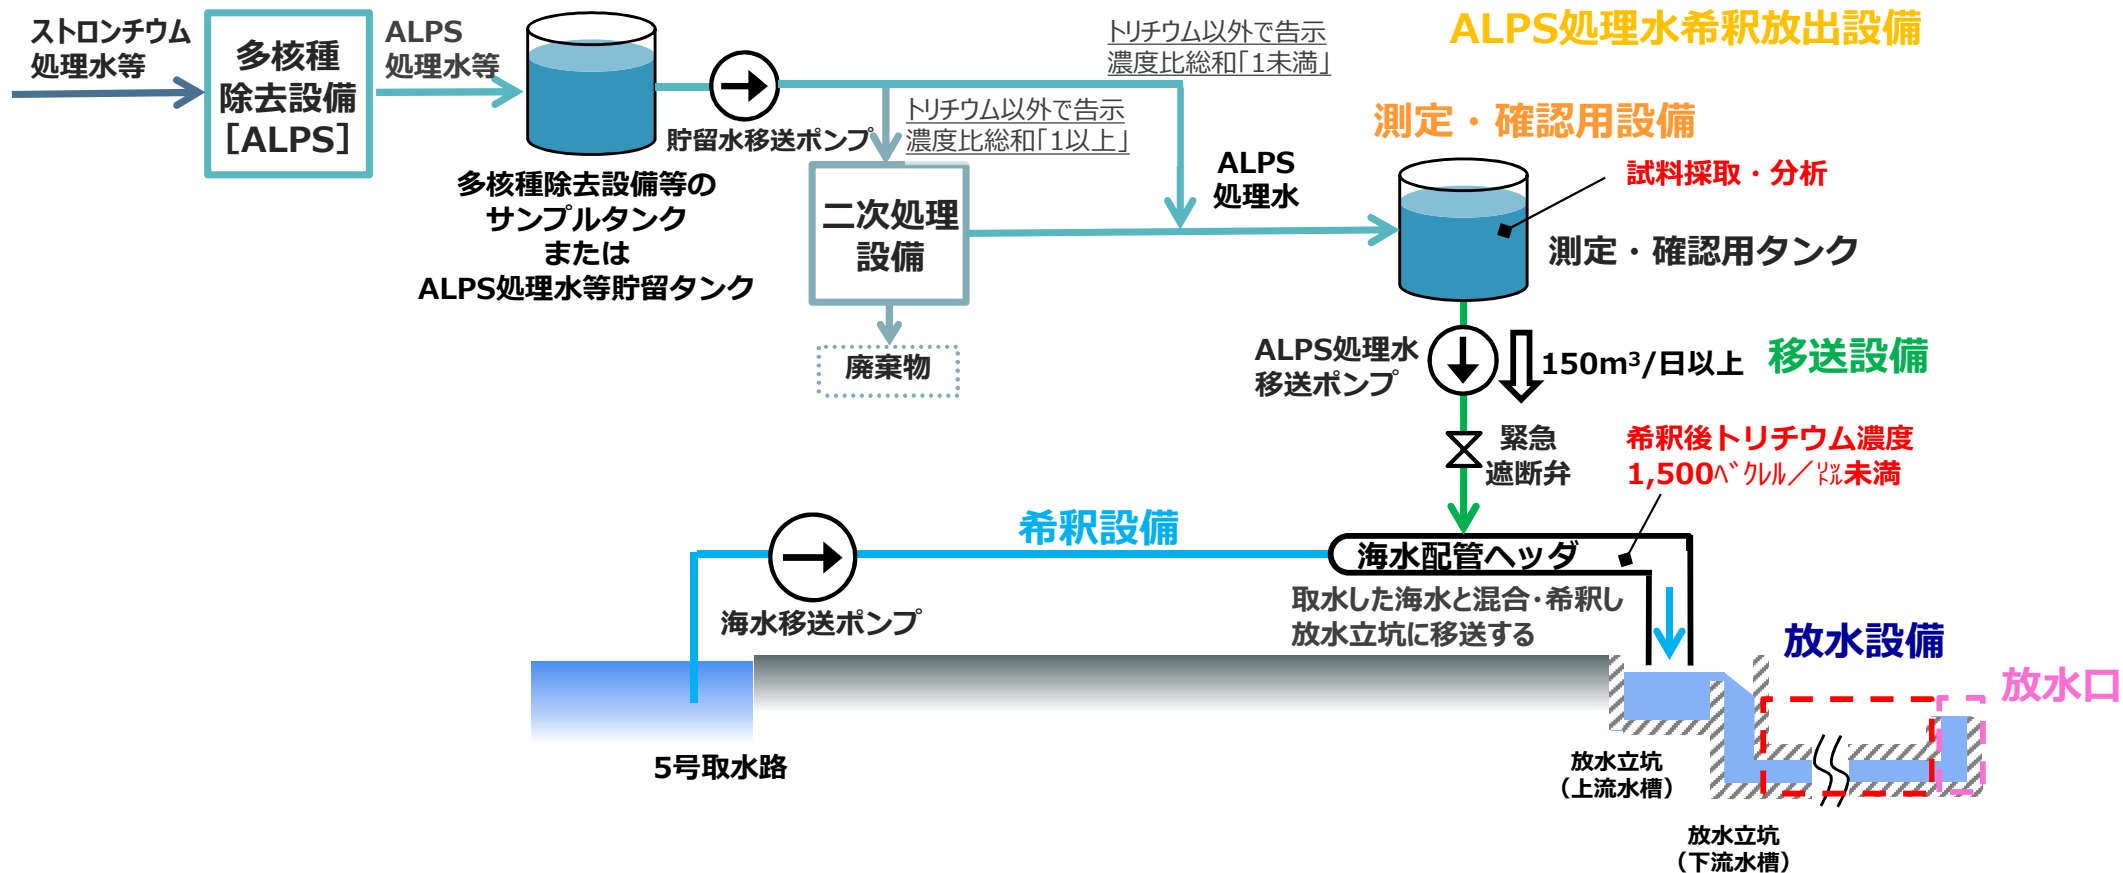 ストロンチウム
処理水等
多核種
除去設備
［ALPS］
ALPS
処理水等
多核種除去設備等の
サンプルタンク
または
ALPS処理水等貯留タンク
貯留水移送ポンプ
トリチウム以外で告示
濃度比総和｢1以上｣
二次処理
設備
廃棄物
トリチウム以外で告示
濃度比総和｢1未満｣
ALPS
処理水
ALPS処理水希釈放出設備
測定・確認用設備
試料採取・分析
測定・確認用タンク
ALPS処理水
移送ポンプ
150m³/日以上
移送設備
緊急
遮断弁
希釈後トリチウム濃度
1,500ﾍﾞｸﾚﾙ／㍑未満
希釈設備
海水配管ヘッダ
海水移送ポンプ
取水した海水と混合･希釈し
放水立坑に移送する
放水設備
放水口
5号取水路
放水立坑
（上流水槽）
放水立坑
（下流水槽）